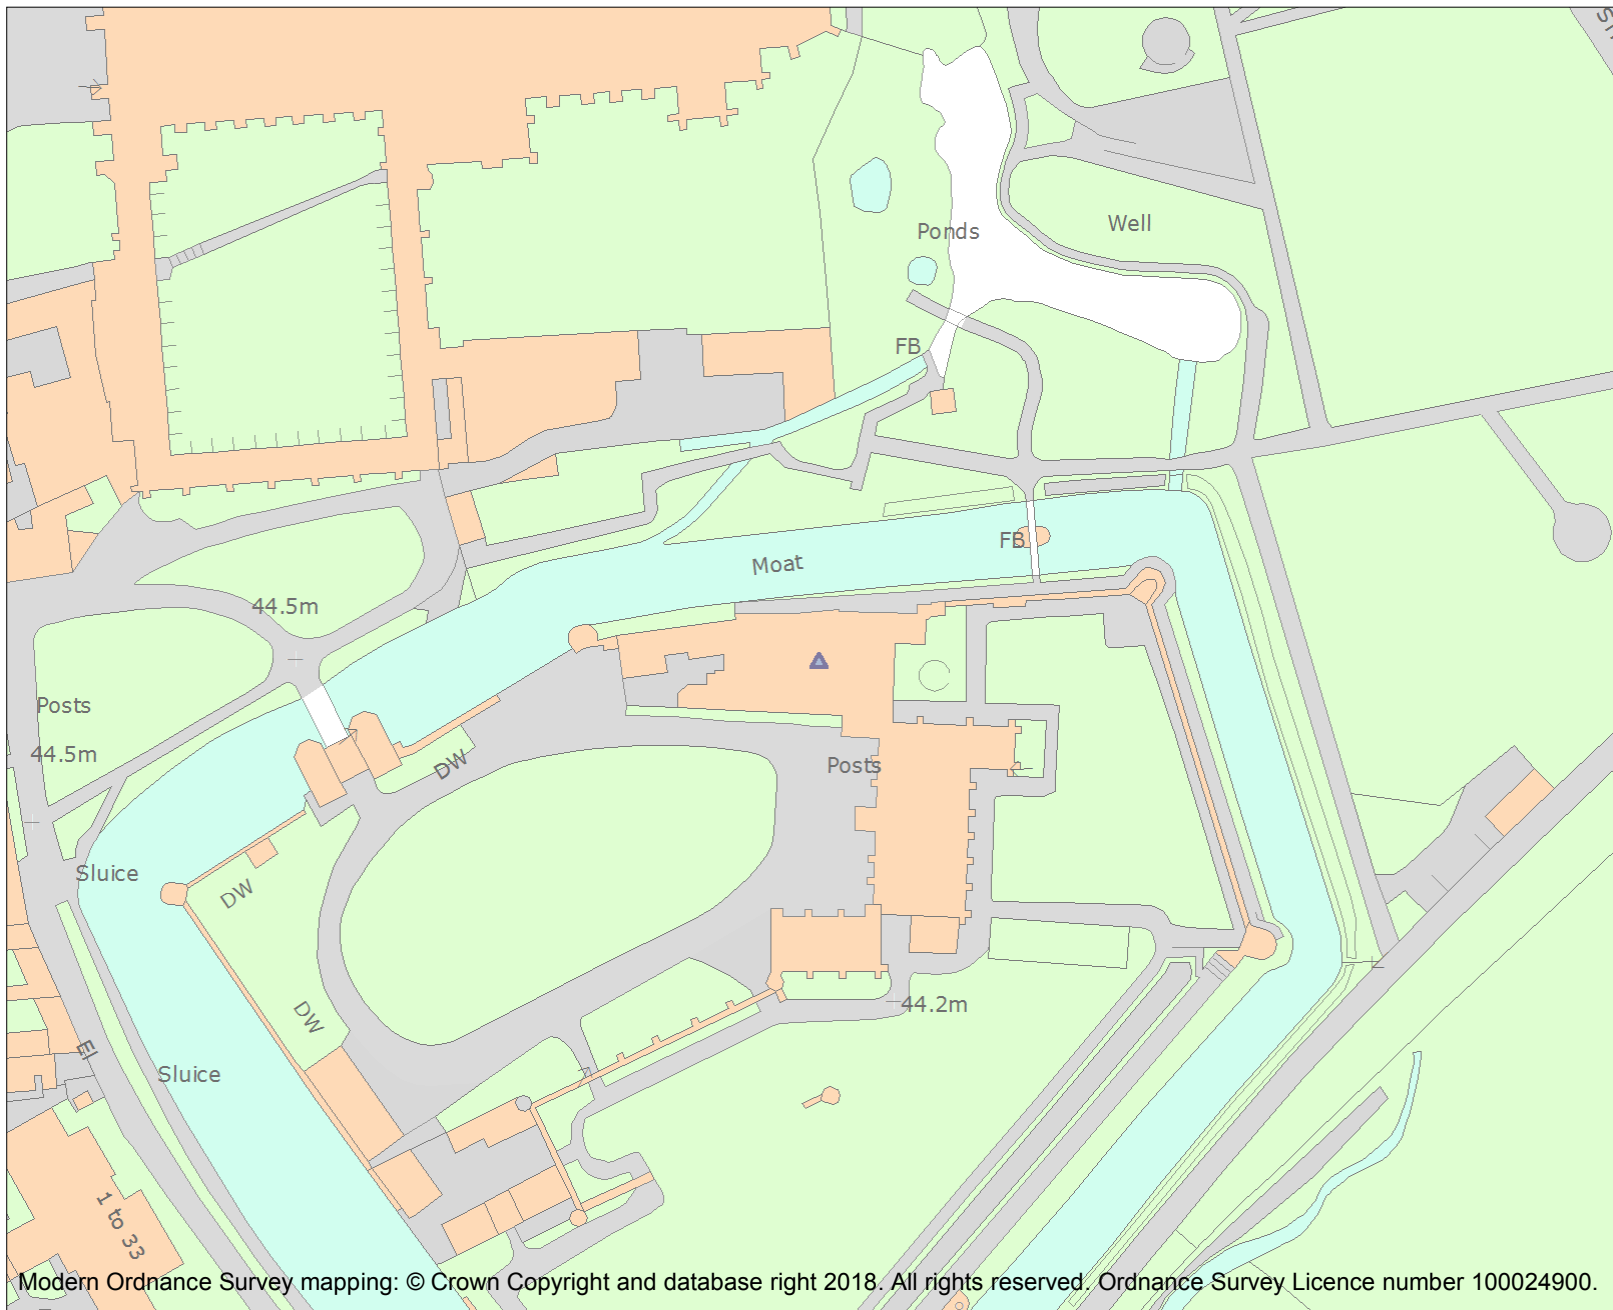 Ponds
Well
FB
FB
Moat
44.5m
Posts
44.5m
DW
Posts
Sluice
DW
DW
44.2m
El
Sluice
1 to 33
Modern Ordnance Survey mapping: © Crown Copyright and database right 2018. All rights reserved. Ordnance Survey Licence number 100024900.